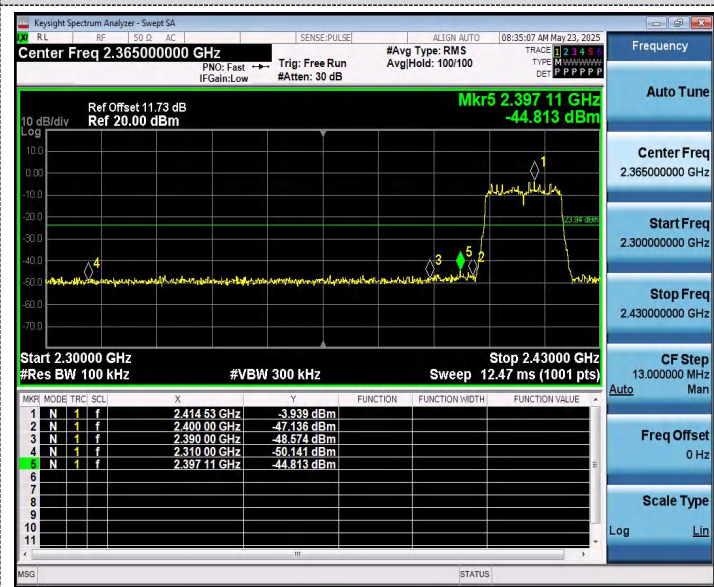 Keysight Spectrum Analyzer - Swept SA
LXI RL RF 50 Ω AC SENSE:PULSE ALIGN AUTO 08:35:07 AM May 23, 2025
Center Freq 2.365000000 GHz #Avg Type: RMS TRACE 1 2 3 4 5 6
PNO: Fast Trig: Free Run Avg|Hold: 100/100 TYPE M W W W W W
IFGain:Low #Atten: 30 dB DET P P P P P P
Frequency
Auto Tune
Center Freq
2.365000000 GHz
Start Freq
2.300000000 GHz
Stop Freq
2.430000000 GHz
CF Step
13.000000 MHz
Auto Man
Freq Offset
0 Hz
Scale Type
Log Lin
Ref Offset 11.73 dB Mkr5 2.397 11 GHz
10 dB/div Ref 20.00 dBm -44.813 dBm
Log
10.0
0.00
-10.0
-20.0
-23.94 dBm
-30.0
-40.0
-50.0
-60.0
-70.0
1
4
3
5
2
Start 2.30000 GHz Stop 2.43000 GHz
#Res BW 100 kHz #VBW 300 kHz Sweep 12.47 ms (1001 pts)
MKR MODE TRC SCL X Y FUNCTION FUNCTION WIDTH FUNCTION VALUE
1 N 1 f 2.414 53 GHz -3.939 dBm
2 N 1 f 2.400 00 GHz -47.136 dBm
3 N 1 f 2.390 00 GHz -48.574 dBm
4 N 1 f 2.310 00 GHz -50.141 dBm
5 N 1 f 2.397 11 GHz -44.813 dBm
6
7
8
9
10
11
MSG STATUS